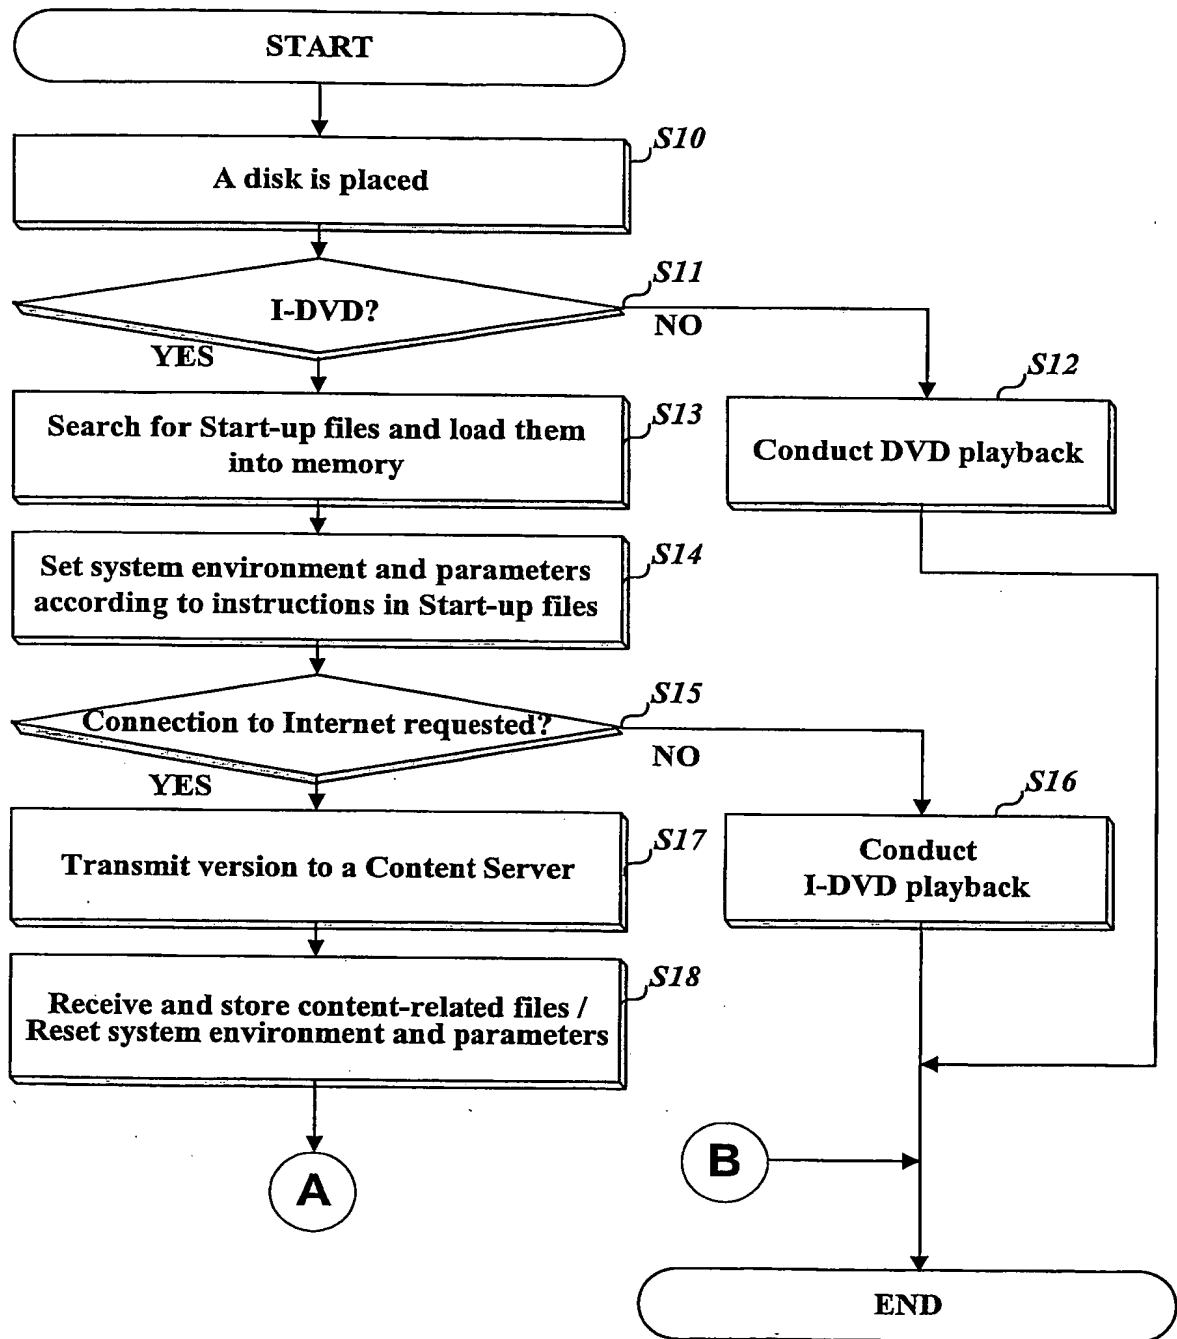 START
S10
A disk is placed
S11
I-DVD?
NO
YES
S12
S13
Search for Start-up files and load them
into memory
Conduct DVD playback
S14
Set system environment and parameters
according to instructions in Start-up files
S15
Connection to Internet requested?
NO
YES
S16
S17
Transmit version to a Content Server
Conduct
I-DVD playback
S18
Receive and store content-related files /
Reset system environment and parameters
B
A
END